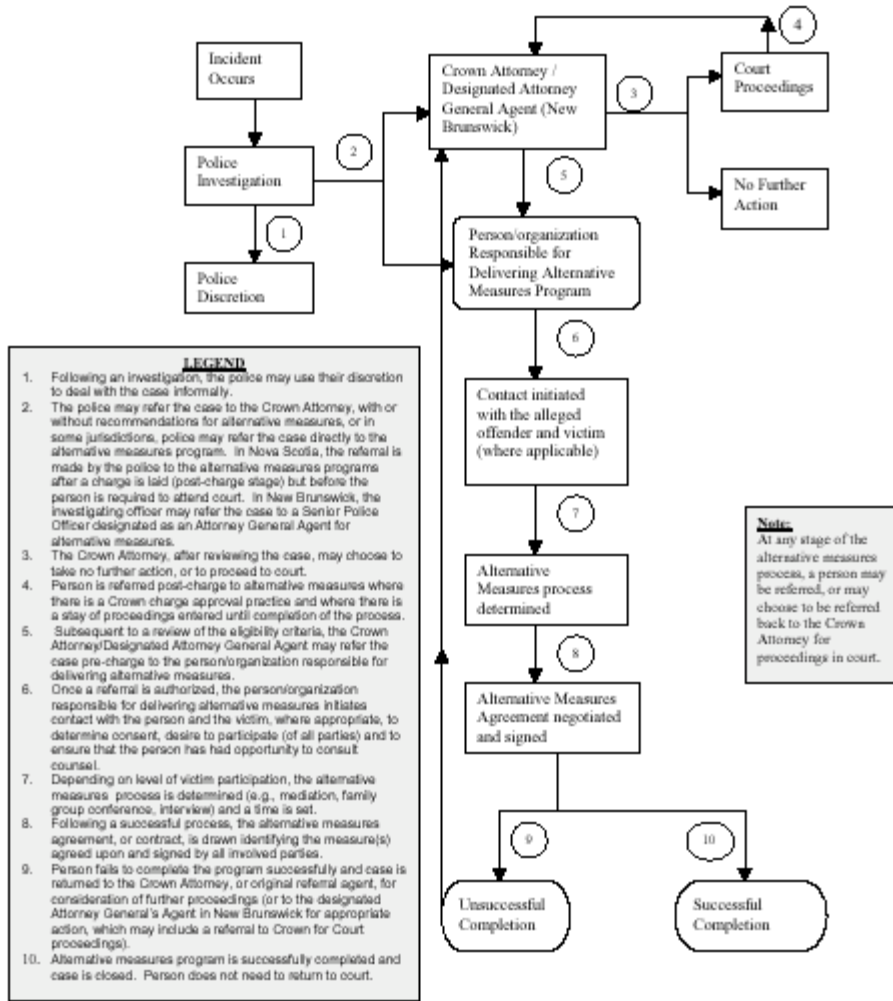 4
Incident
Occurs
Crown Attorney /
Designated Attorney
General Agent (New
Brunswick)
3
Court
Proceedings
2
Police
Investigation
5
No Further
Action
1
Person/organization
Responsible for
Delivering Alternative
Measures Program
Police
Discretion
6
LEGEND
1. Following an investigation, the police may use their discretion
to deal with the case informally.
2. The police may refer the case to the Crown Attorney, with or
without recommendations for alternative measures, or in
some jurisdictions, police may refer the case directly to the
alternative measures program. In Nova Scotia, the referral is
made by the police to the alternative measures programs
after a charge is laid (post-charge stage) but before the
person is required to attend court. In New Brunswick, the
investigating officer may refer the case to a Senior Police
Officer designated as an Attorney General Agent for
alternative measures.
3. The Crown Attorney, after reviewing the case, may choose to
take no further action, or to proceed to court.
4. Person is referred post-charge to alternative measures where
there is a Crown charge approval practice and where there is
a stay of proceedings entered until completion of the process.
5. Subsequent to a review of the eligibility criteria, the Crown
Attorney/Designated Attorney General Agent may refer the
case pre-charge to the person/organization responsible for
delivering alternative measures.
6. Once a referral is authorized, the person/organization
responsible for delivering alternative measures initiates
contact with the person and the victim, where appropriate, to
determine consent, desire to participate (of all parties) and to
ensure that the person has had opportunity to consult
counsel.
7. Depending on level of victim participation, the alternative
measures process is determined (e.g., mediation, family
group conference, interview) and a time is set.
8. Following a successful process, the alternative measures
agreement, or contract, is drawn identifying the measure(s)
agreed upon and signed by all involved parties.
9. Person fails to complete the program successfully and case is
returned to the Crown Attorney, or original referral agent, for
consideration of further proceedings (or to the designated
Attorney General's Agent in New Brunswick for appropriate
action, which may include a referral to Crown for Court
proceedings).
10. Alternative measures program is successfully completed and
case is closed. Person does not need to return to court.
Contact initiated
with the alleged
offender and victim
(where applicable)
7
Alternative
Measures process
determined
Note:
At any stage of the
alternative measures
process, a person may
be referred, or may
choose to be referred
back to the Crown
Attorney for
proceedings in court.
8
Alternative Measures
Agreement negotiated
and signed
9
10
Unsuccessful
Completion
Successful
Completion